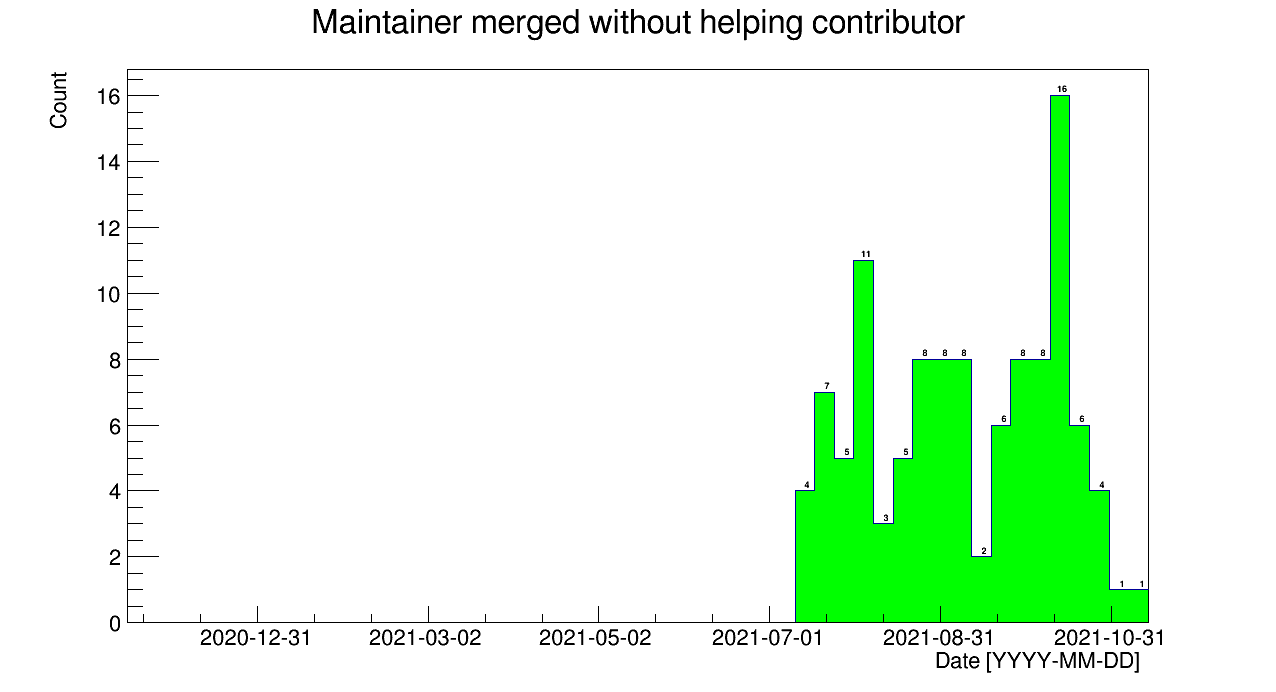 Maintainer merged without helping contributor
Count
16
14
12
10
8
6
4
2
0
4 7 5 11 3 5 8 8 8 2 6 8 8 16 6 4 1 1
2020-12-31 2021-03-02 2021-05-02 2021-07-01 2021-08-31 2021-10-31
Date [YYYY-MM-DD]